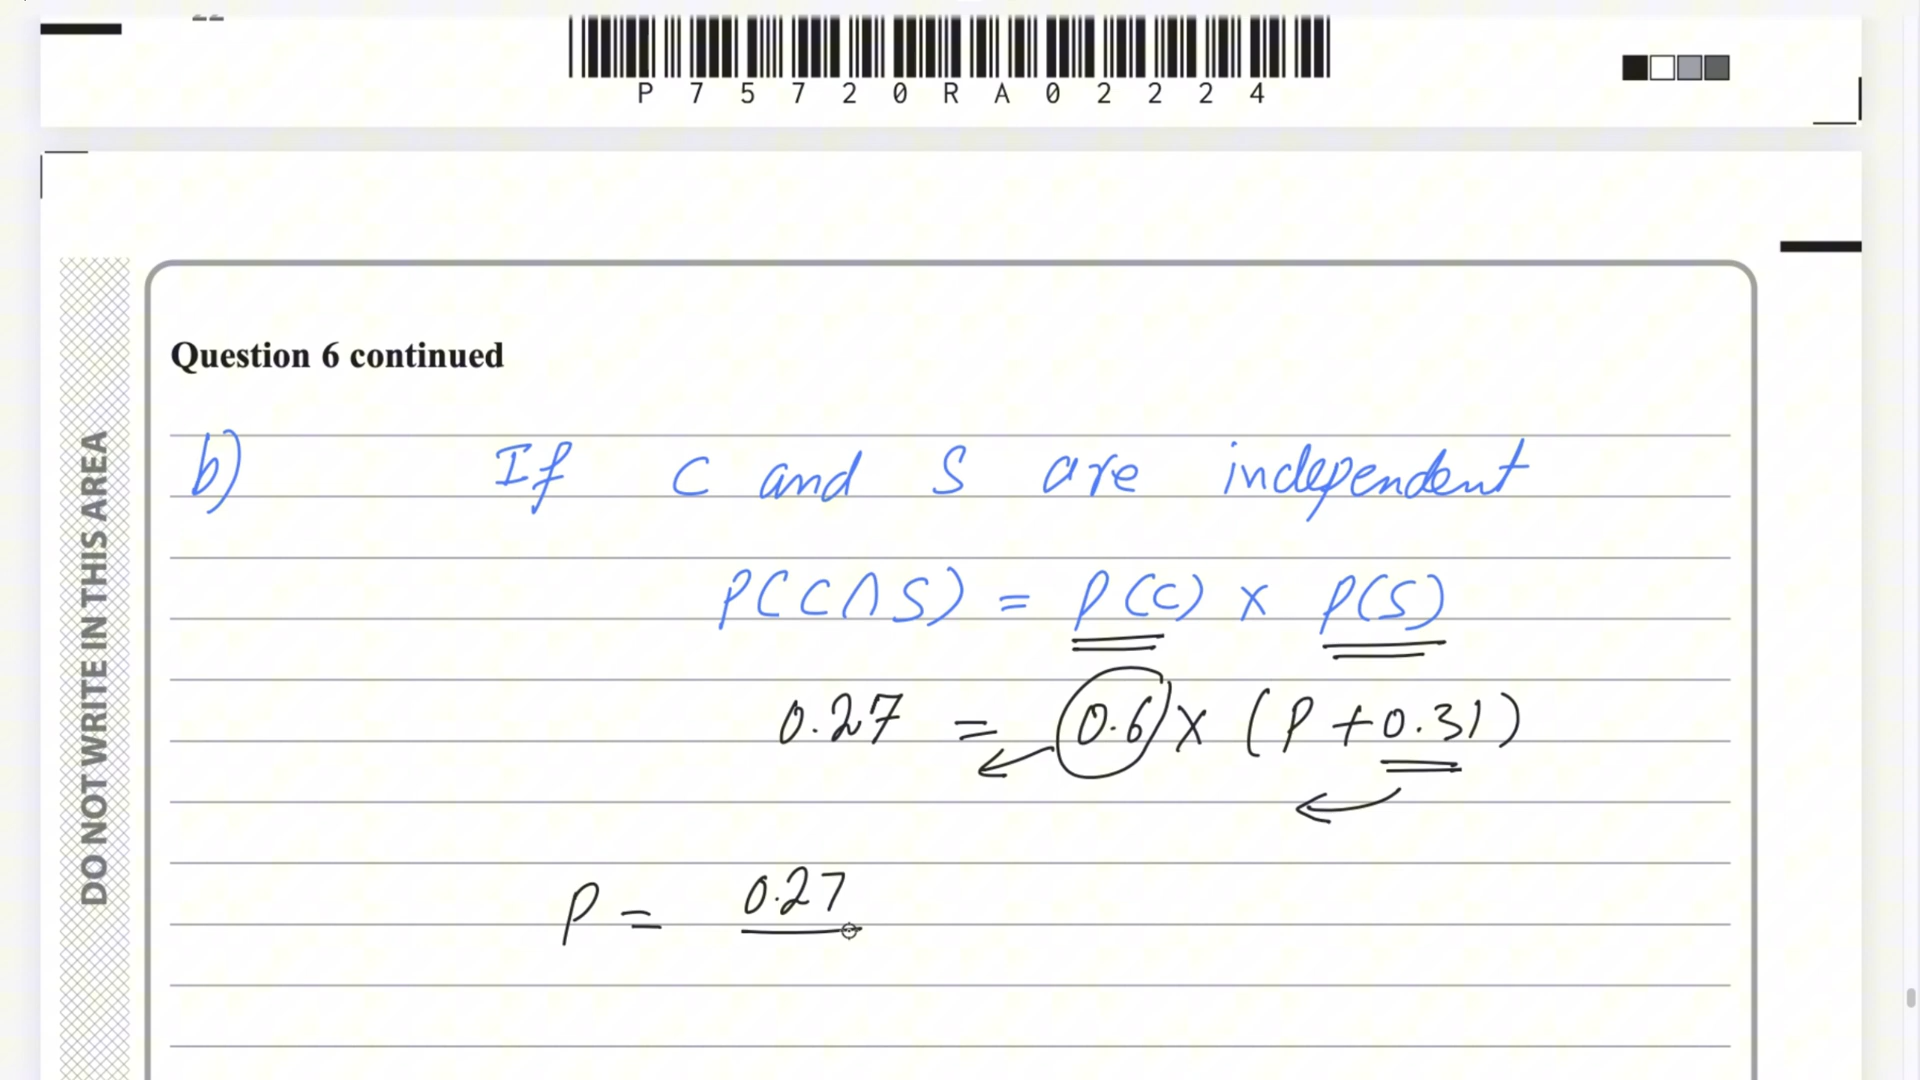 P 7 5 7 2 0 R A 0 2 2 2 4
DO NOT WRITE IN THIS AREA
Question 6 continued
b) If C and S are independent
P(C∩S) = P(C) × P(S)
0.27 = 0.6 × (P + 0.31)
P = 0.27